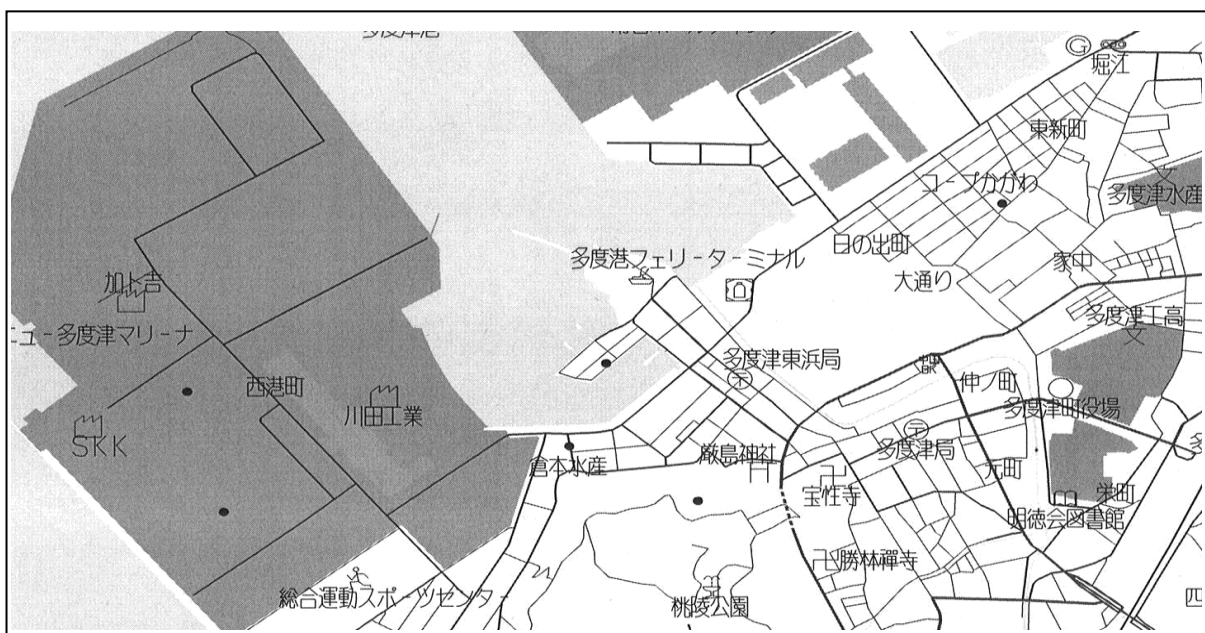 多度津港
堀江
東新町
コープかがわ
多度津水産
日の出町
家中
多度港フェリーターミナル
大通り
加ト吉
多度津工高
ニュー多度津マリーナ
多度津東浜局
仲ノ町
西港町
多度津町役場
川田工業
SKK
多度津局
厳島神社
倉本水産
元町
宝性寺
栄町
明徳会図書館
勝林禪寺
総合運動スポーツセンター
桃陵公園